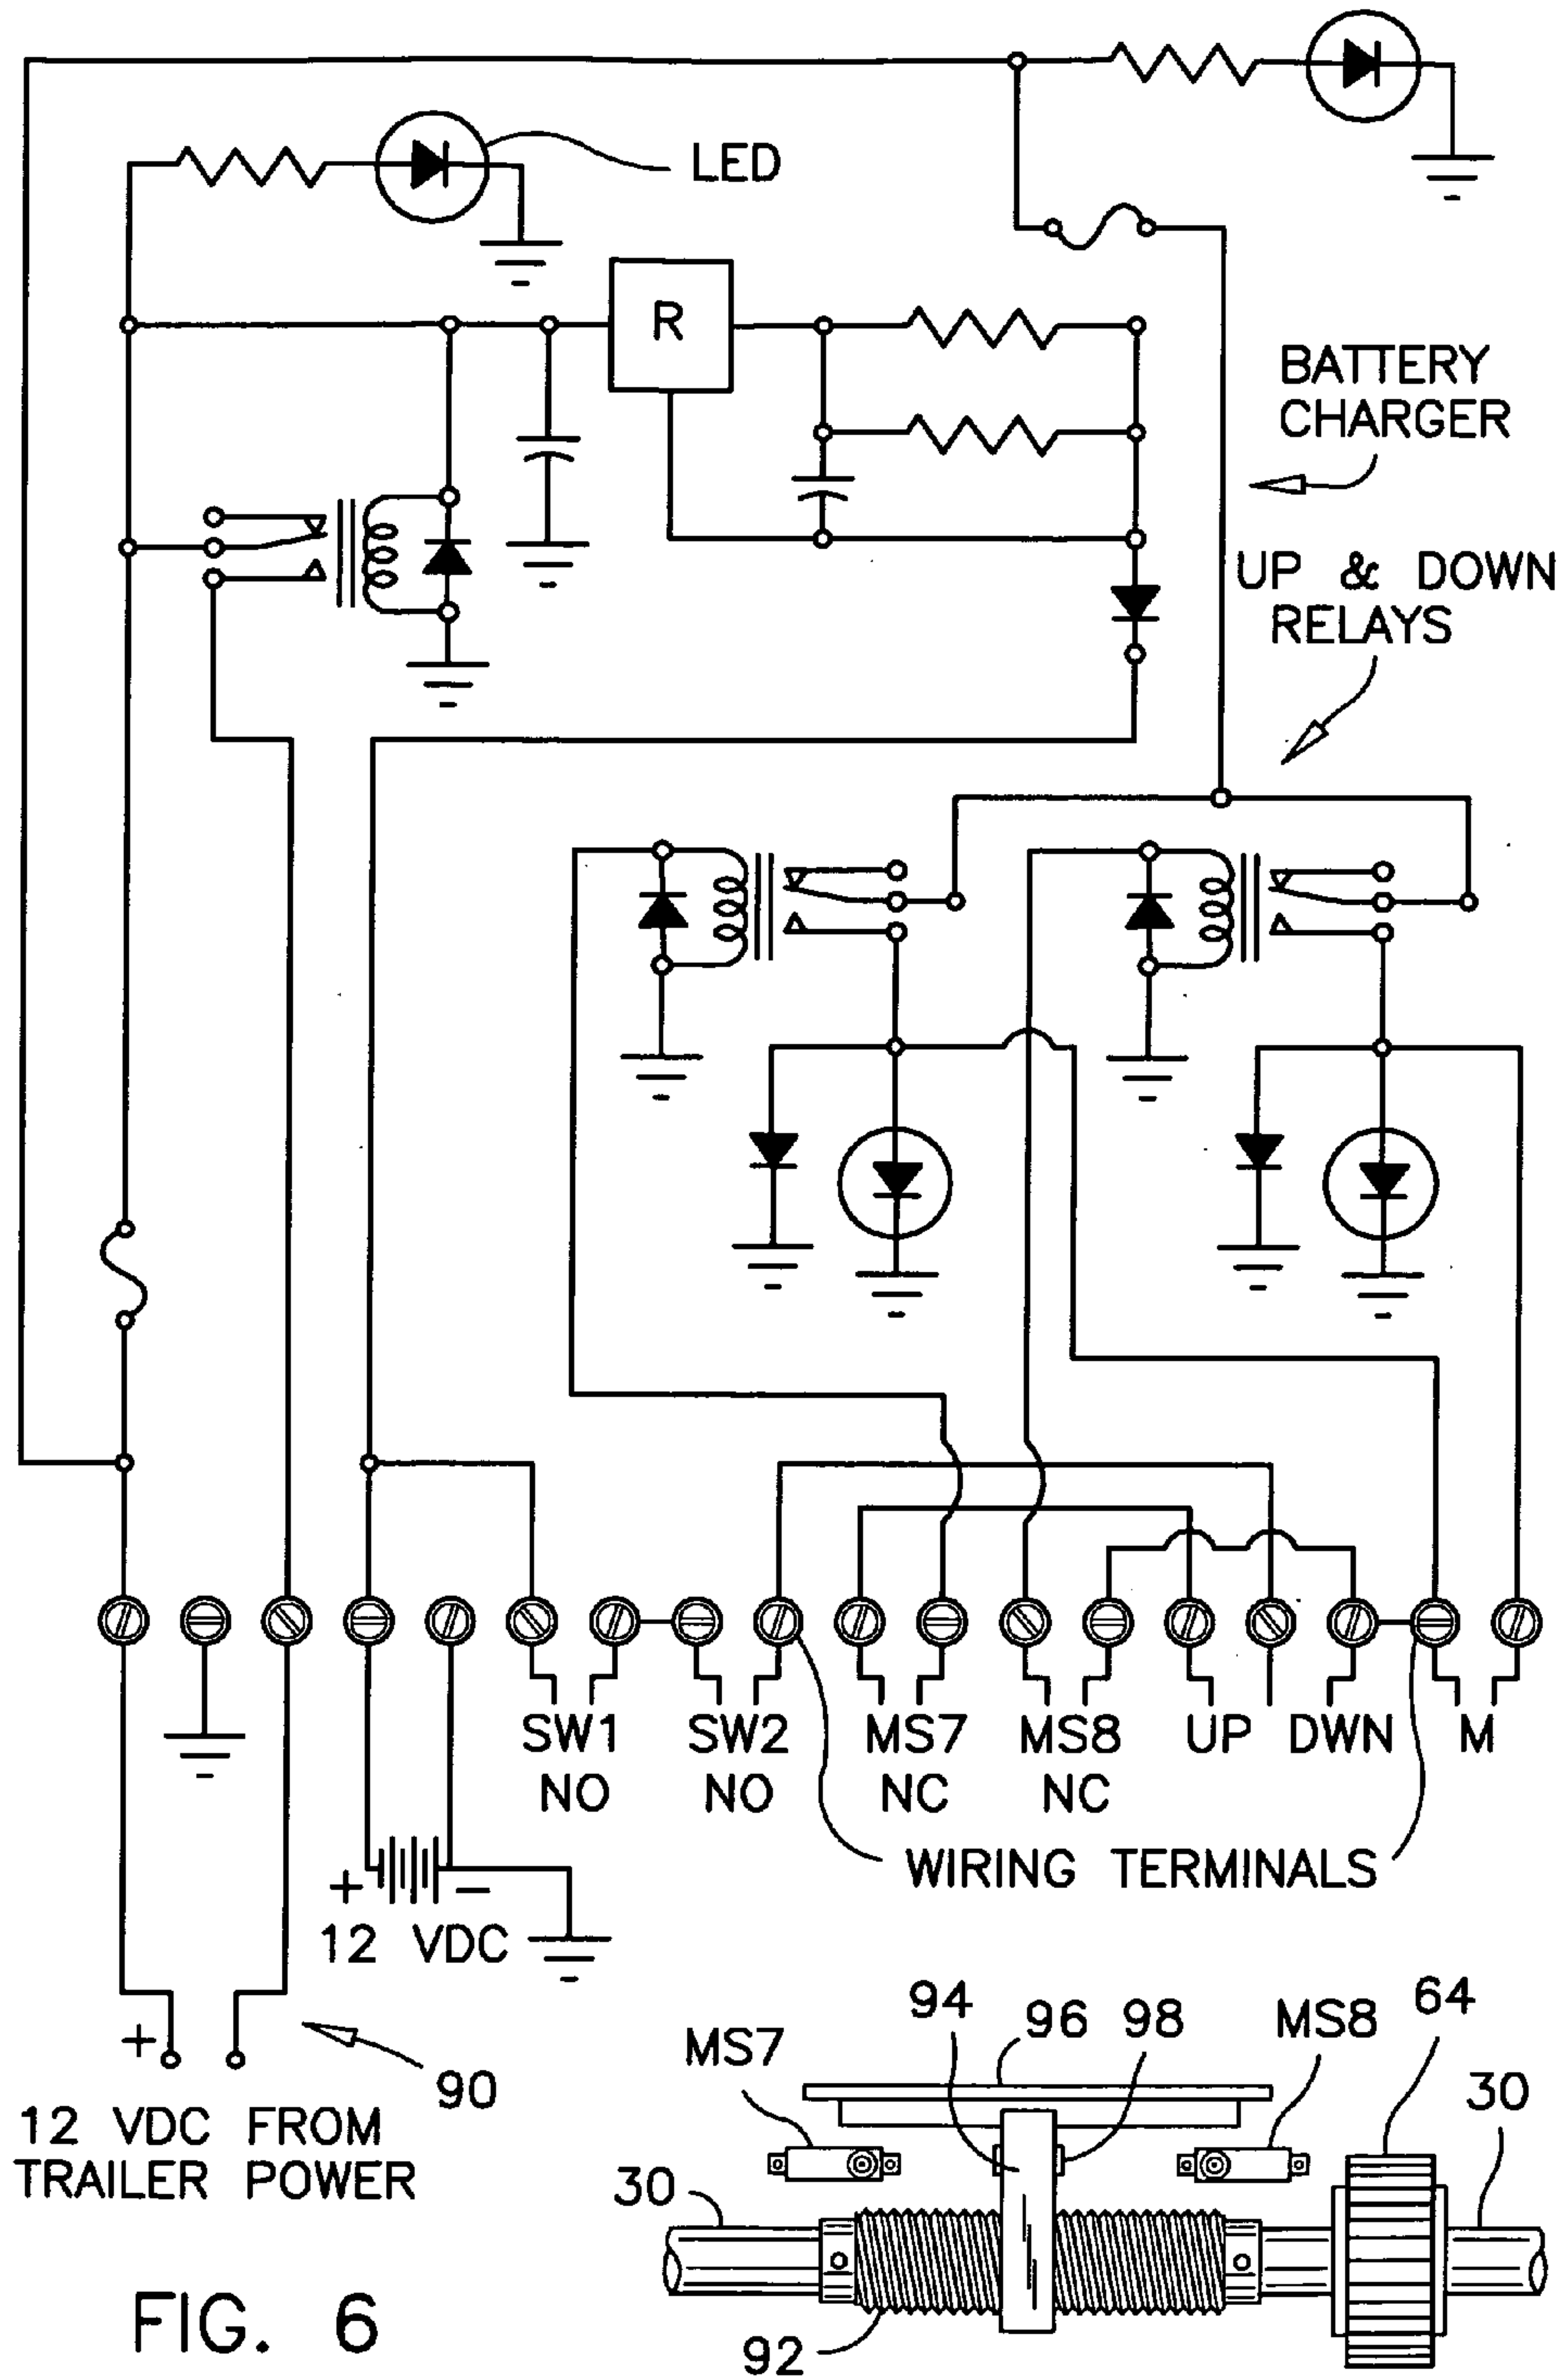 LED
R
BATTERY
CHARGER
UP & DOWN
RELAYS
SW1
NO
SW2
NO
MS7
NC
MS8
NC
UP
DWN
M
WIRING TERMINALS
+
−
12 VDC
+
90
12 VDC FROM
TRAILER POWER
94
96
98
MS7
MS8
64
30
30
92
FIG. 6